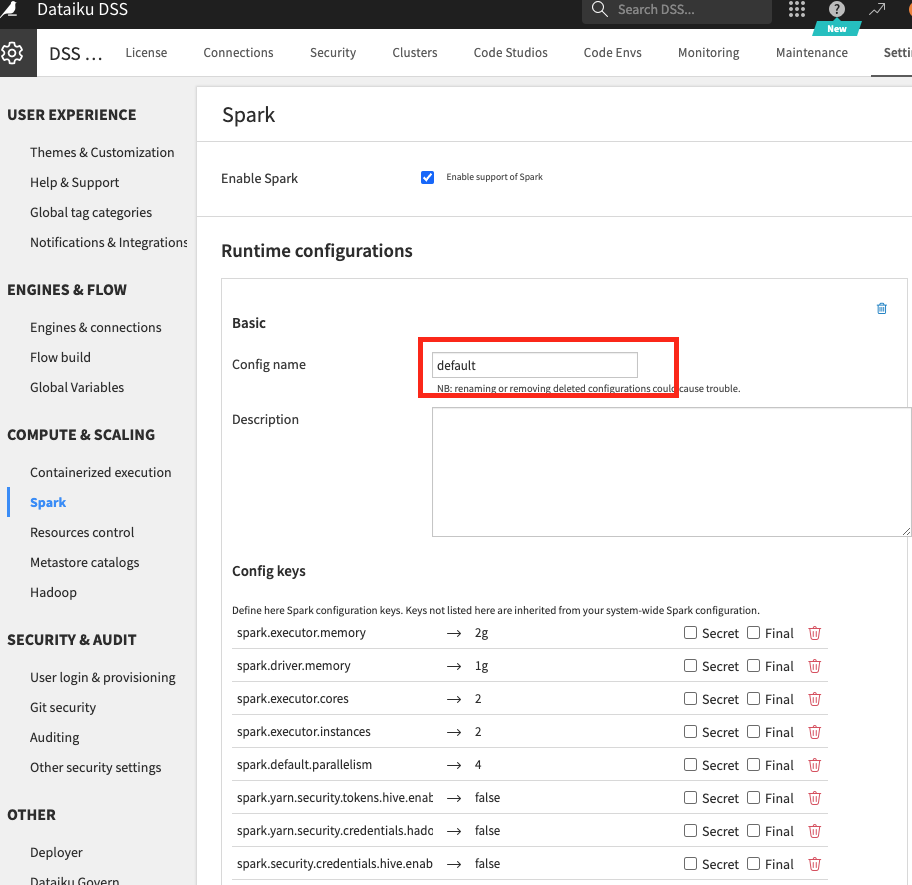 Dataiku DSS
Search DSS...
?
New
DSS ...
License
Connections
Security
Clusters
Code Studios
Code Envs
Monitoring
Maintenance
USER EXPERIENCE
Themes & Customization
Help & Support
Global tag categories
Notifications & Integrations
ENGINES & FLOW
Engines & connections
Flow build
Global Variables
COMPUTE & SCALING
Containerized execution
Spark
Resources control
Metastore catalogs
Hadoop
SECURITY & AUDIT
User login & provisioning
Git security
Auditing
Other security settings
OTHER
Deployer
Dataiku Govern
Spark
Enable Spark
Enable support of Spark
Runtime configurations
Basic
Config name
default
NB: renaming or removing deleted configurations could cause trouble.
Description
Config keys
Define here Spark configuration keys. Keys not listed here are inherited from your system-wide Spark configuration.
spark.executor.memory → 2g Secret Final
spark.driver.memory → 1g Secret Final
spark.executor.cores → 2 Secret Final
spark.executor.instances → 2 Secret Final
spark.default.parallelism → 4 Secret Final
spark.yarn.security.tokens.hive.enab → false Secret Final
spark.yarn.security.credentials.hado → false Secret Final
spark.security.credentials.hive.enab → false Secret Final